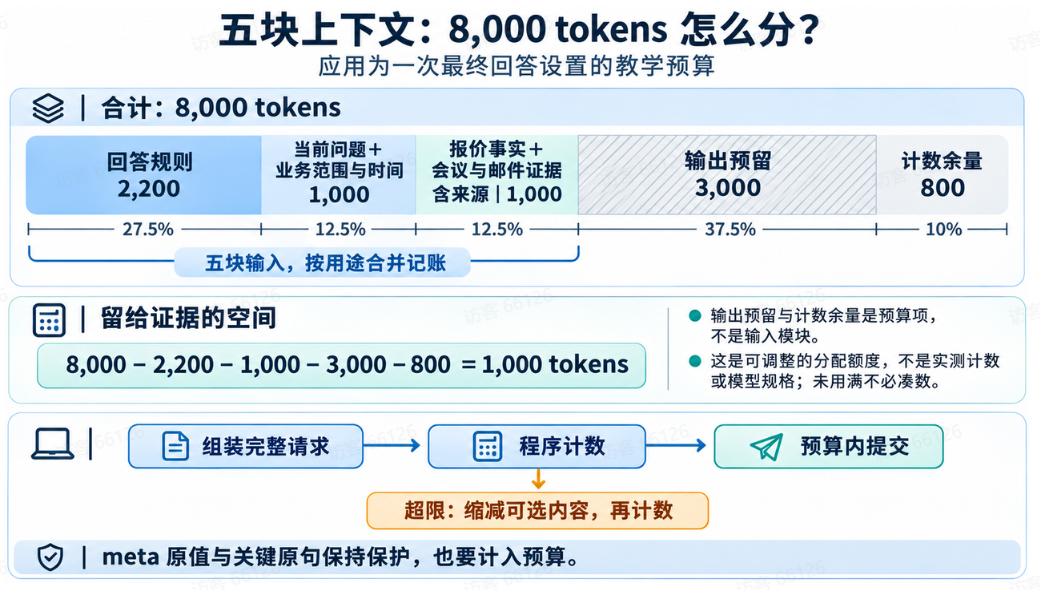 五块上下文：8,000 tokens 怎么分？
应用为一次最终回答设置的教学预算
合计：8,000 tokens
回答规则
2,200
当前问题＋
业务范围与时间
1,000
报价事实＋
会议与邮件证据
含来源｜1,000
输出预留
3,000
计数余量
800
27.5%
12.5%
12.5%
37.5%
10%
五块输入，按用途合并记账
留给证据的空间
8,000 − 2,200 − 1,000 − 3,000 − 800 = 1,000 tokens
输出预留与计数余量是预算项，
不是输入模块。
这是可调整的分配额度，不是实测计数
或模型规格；未用满不必凑数。
组装完整请求
程序计数
预算内提交
超限：缩减可选内容，再计数
meta 原值与关键原句保持保护，也要计入预算。
访客 66126